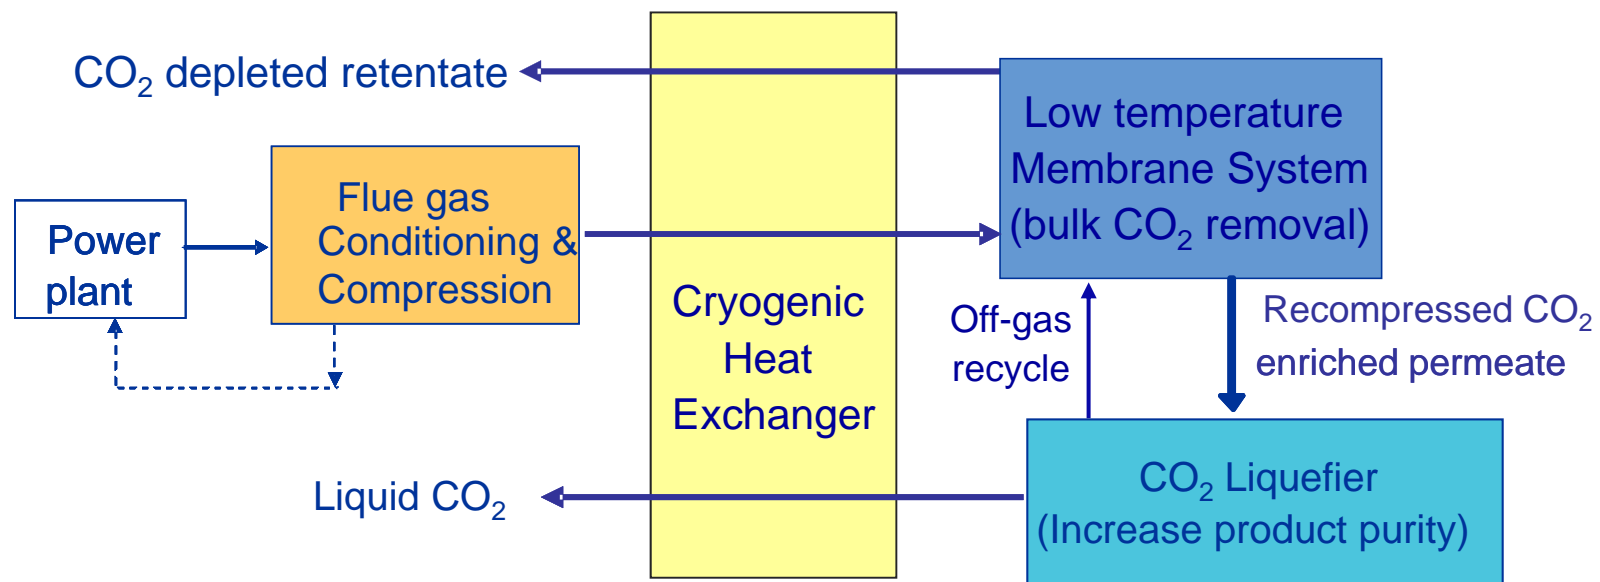 CO₂ depleted retentate
Low temperature
Membrane System
(bulk CO₂ removal)
Flue gas
Conditioning &
Compression
Power
plant
Cryogenic
Heat
Exchanger
Off-gas
recycle
Recompressed CO₂
enriched permeate
Liquid CO₂
CO₂ Liquefier
(Increase product purity)